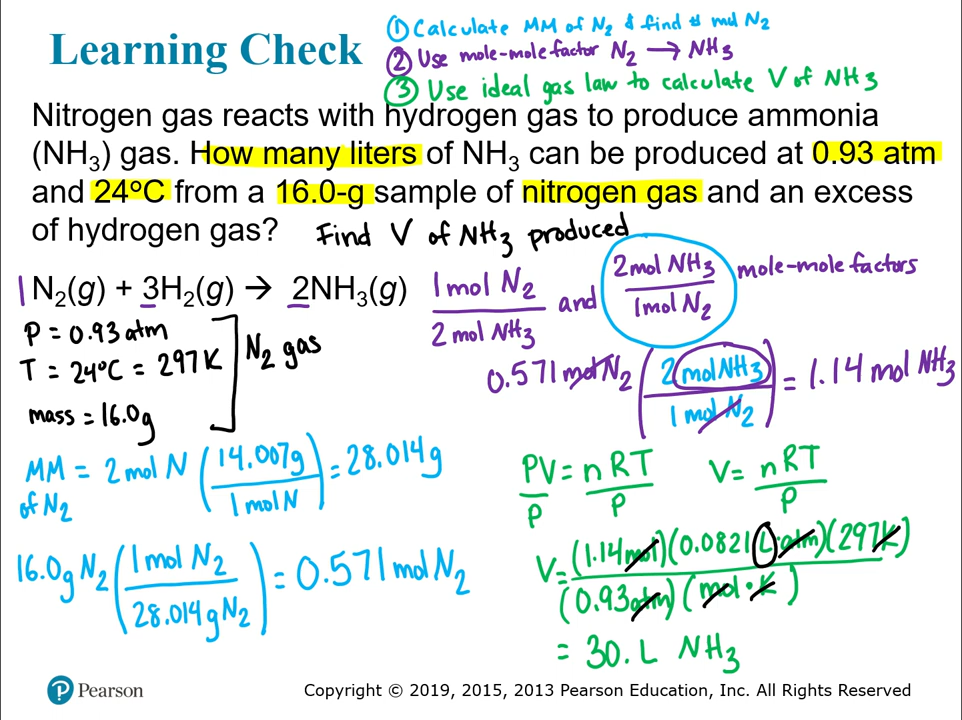 Learning Check
① Calculate MM of N₂ & find # mol N₂
② Use mole-mole factor N₂ → NH₃
③ Use ideal gas law to calculate V of NH₃
Nitrogen gas reacts with hydrogen gas to produce ammonia
(NH₃) gas. How many liters of NH₃ can be produced at 0.93 atm
and 24°C from a 16.0-g sample of nitrogen gas and an excess
of hydrogen gas? Find V of NH₃ produced
1N₂(g) + 3H₂(g) → 2NH₃(g)
1 mol N₂ / 2 mol NH₃ and 2 mol NH₃ / 1 mol N₂ mole-mole factors
P = 0.93 atm
T = 24°C = 297 K
mass = 16.0g
N₂ gas
0.571 mol N₂ (2 mol NH₃ / 1 mol N₂) = 1.14 mol NH₃
MM of N₂ = 2 mol N (14.007g / 1 mol N) = 28.014g
16.0g N₂ (1 mol N₂ / 28.014g N₂) = 0.571 mol N₂
PV/P = nRT/P V = nRT/P
V = (1.14 mol)(0.0821 L·atm)(297K) / (0.93 atm)(mol·K)
= 30. L NH₃
P Pearson
Copyright © 2019, 2015, 2013 Pearson Education, Inc. All Rights Reserved